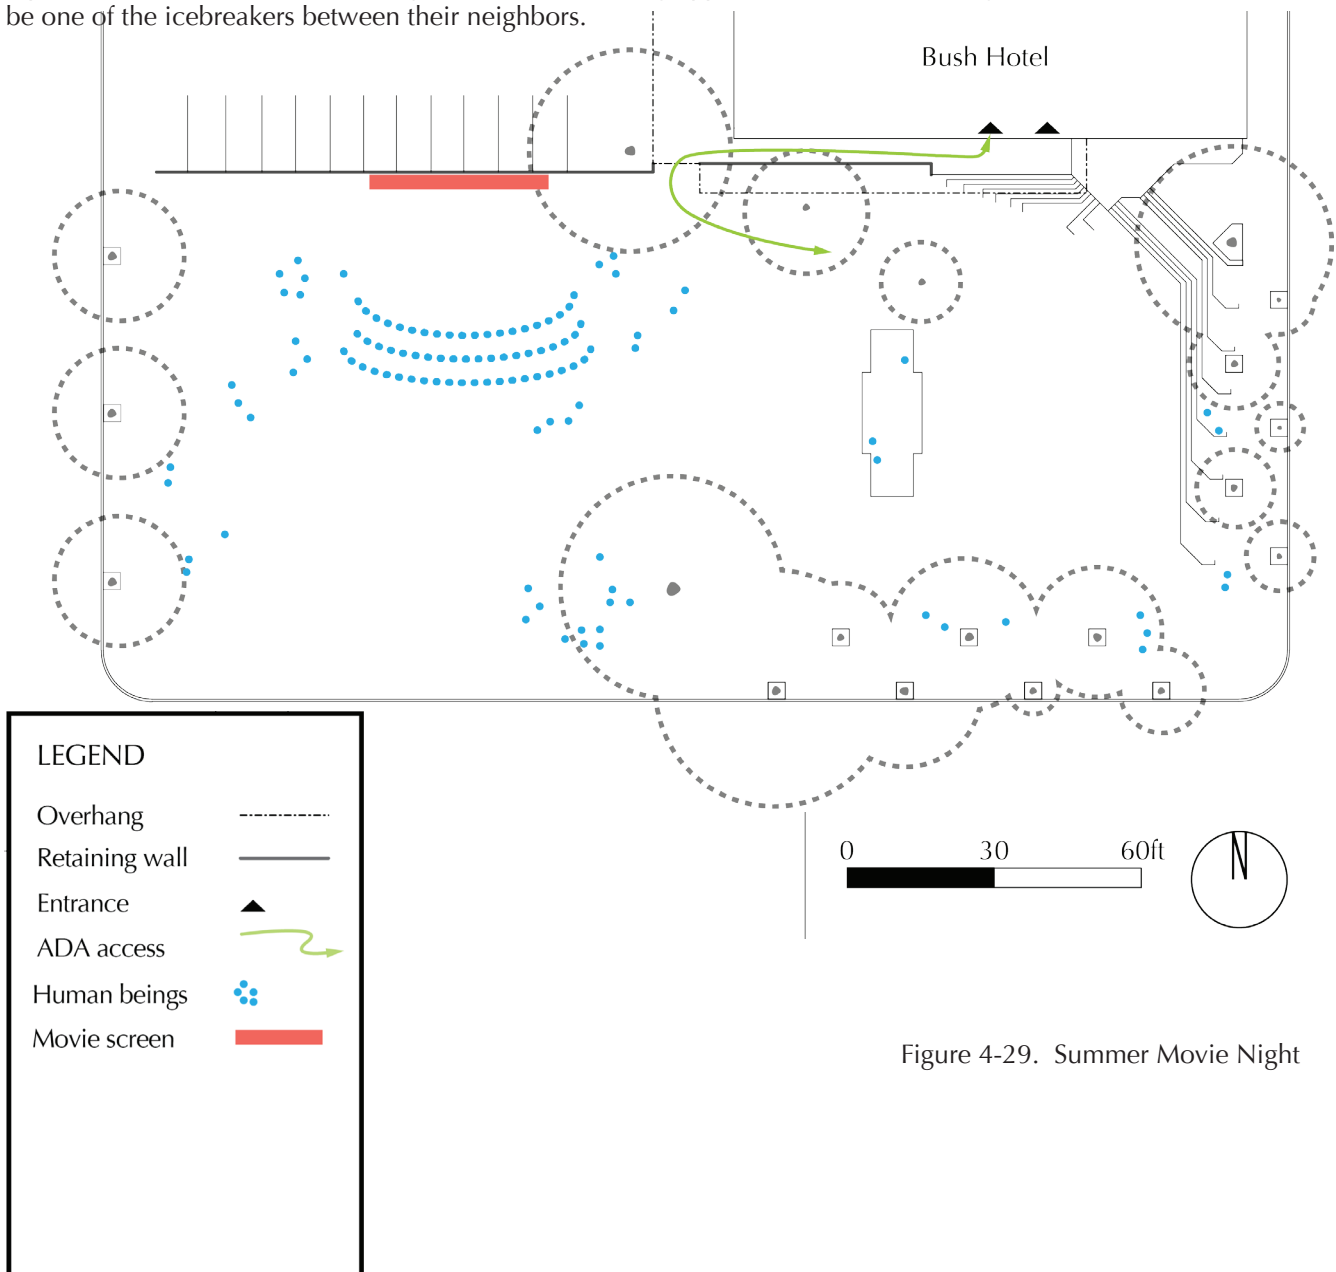 be one of the icebreakers between their neighbors.
Bush Hotel
LEGEND
Overhang
Retaining wall
Entrance
ADA access
Human beings
Movie screen
0 30 60ft
N
Figure 4-29. Summer Movie Night